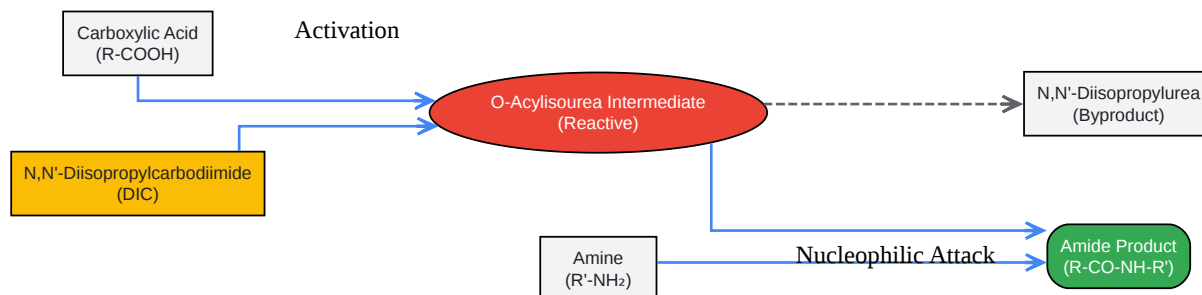 Carboxylic Acid
(R-COOH)
Activation
O-Acylisourea Intermediate
(Reactive)
N,N'-Diisopropylurea
(Byproduct)
N,N'-Diisopropylcarbodiimide
(DIC)
Amine
(R'-NH₂)
Nucleophilic Attack
Amide Product
(R-CO-NH-R')